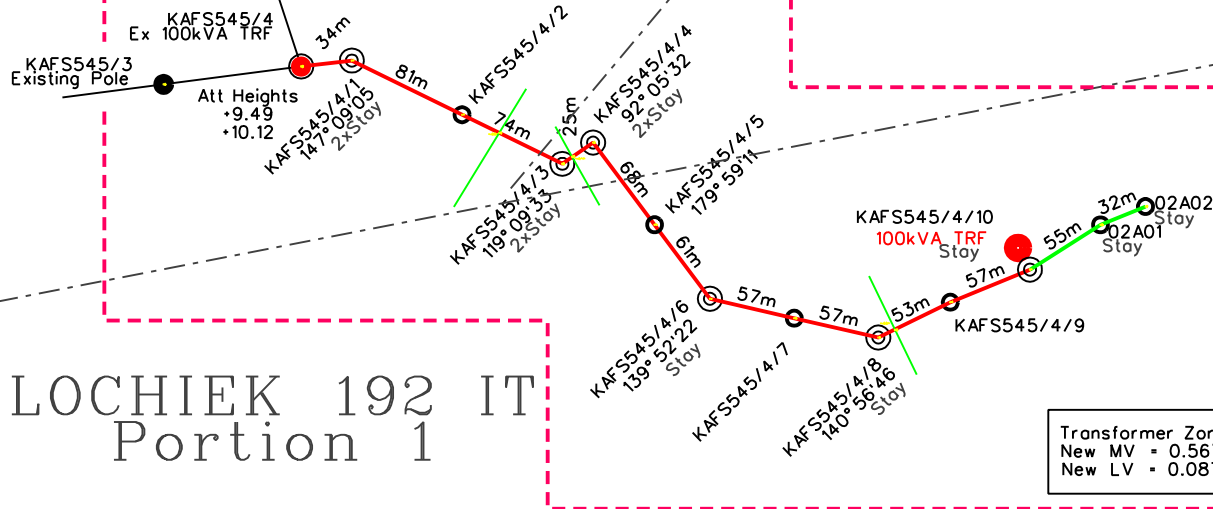 KAFS545/4
Ex 100kVA TRF
34m
KAFS545/3
Existing Pole
Att Heights
+9.49
+10.12
KAFS545/4/1
147° 09'05
2xStay
81m
KAFS545/4/2
74m
25m
KAFS545/4/3
119° 09'33
2xStay
KAFS545/4/4
92° 05'32
2xStay
68m
KAFS545/4/5
179° 59'11
61m
KAFS545/4/6
139° 52'22
Stay
57m
KAFS545/4/7
57m
KAFS545/4/8
140° 56'46
Stay
53m
KAFS545/4/9
57m
KAFS545/4/10
100kVA TRF
Stay
55m
02A01
Stay
32m
02A02
Stay
LOCHIEK 192 IT
Portion 1
Transformer Zor
New MV = 0.56
New LV = 0.08